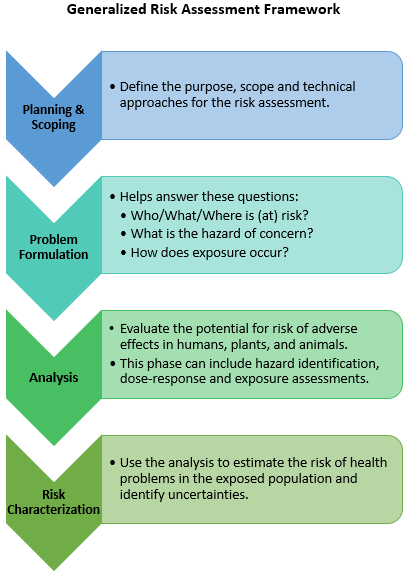 Generalized Risk Assessment Framework
Planning &
Scoping
• Define the purpose, scope and technical
approaches for the risk assessment.
Problem
Formulation
• Helps answer these questions:
• Who/What/Where is (at) risk?
• What is the hazard of concern?
• How does exposure occur?
Analysis
• Evaluate the potential for risk of adverse
effects in humans, plants, and animals.
• This phase can include hazard identification,
dose-response and exposure assessments.
Risk
Characterization
• Use the analysis to estimate the risk of health
problems in the exposed population and
identify uncertainties.